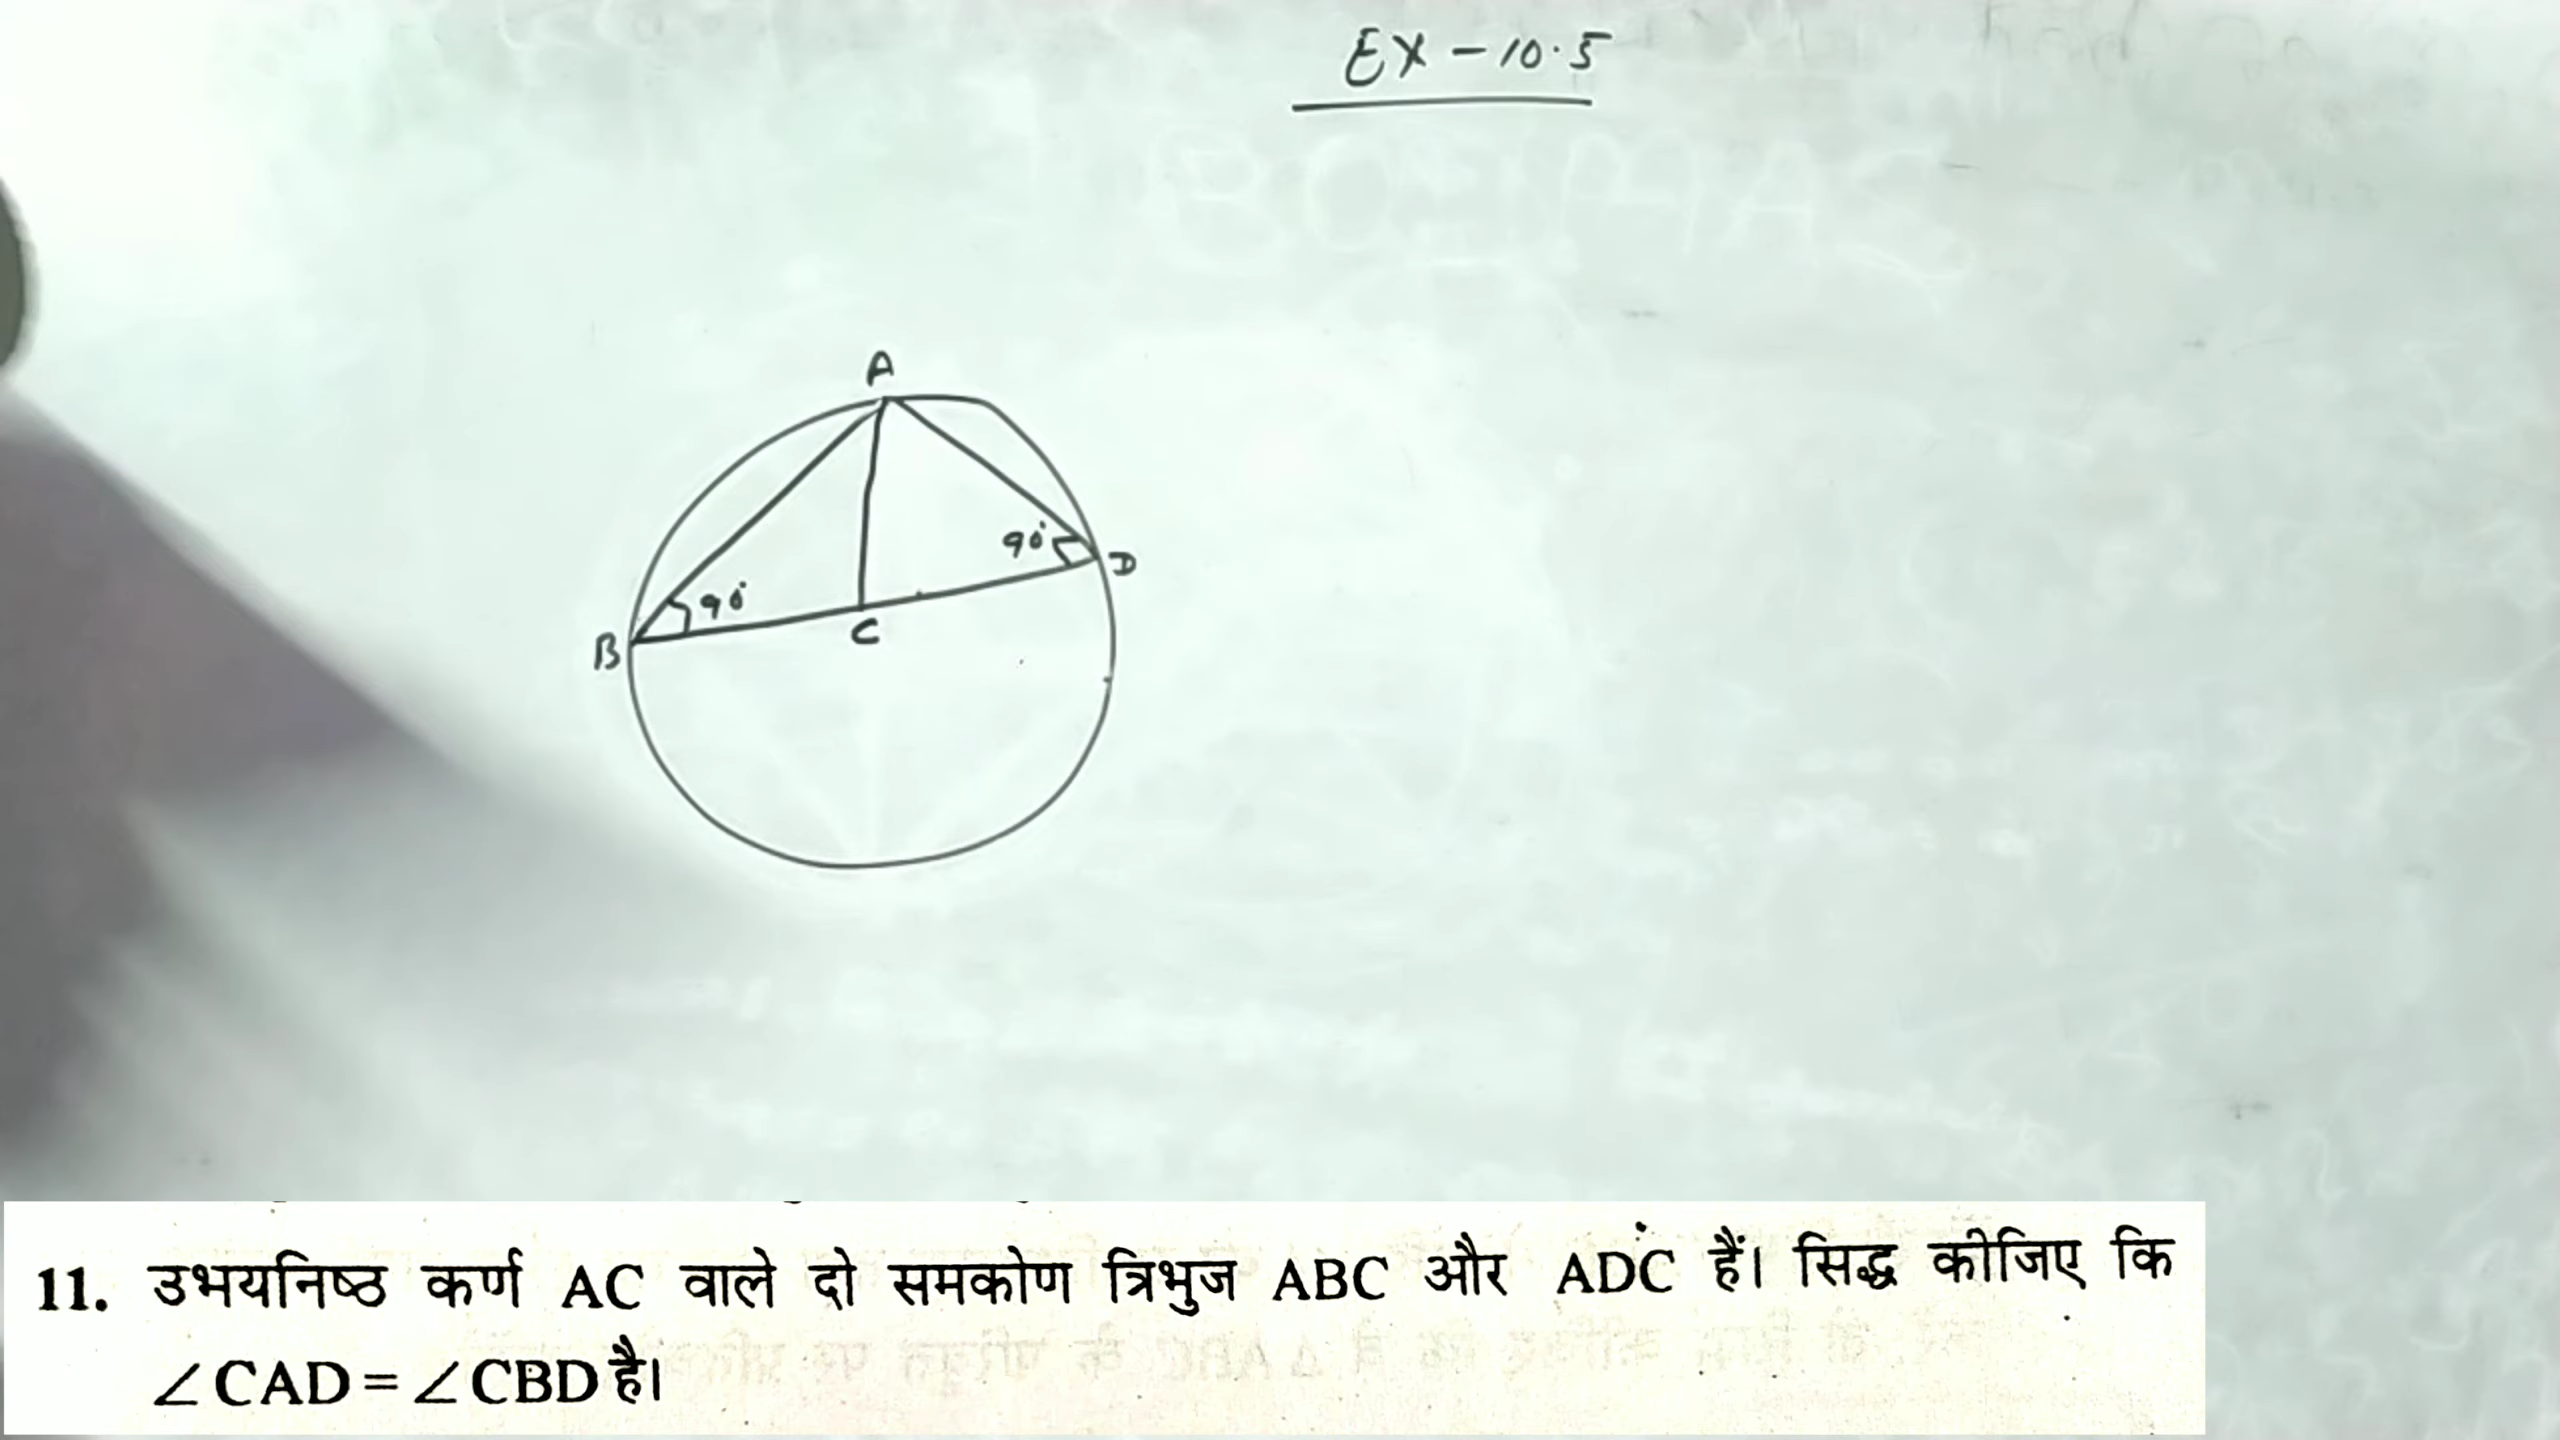 EX - 10.5
A
90°
D
90°
B
C
11. उभयनिष्ठ कर्ण AC वाले दो समकोण त्रिभुज ABC और ADC हैं। सिद्ध कीजिए कि
∠CAD = ∠CBD है।